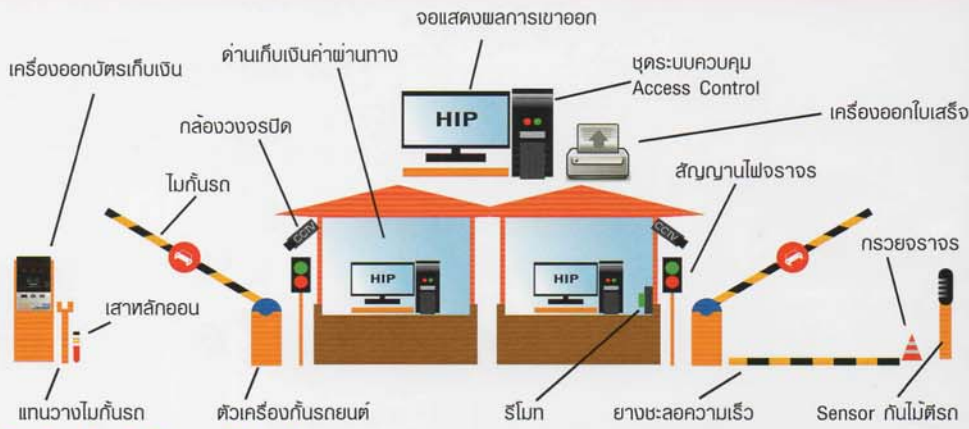 จอแสดงผลการเขาออก
ด่านเก็บเงินค่าผ่านทาง
เครื่องออกบัตรเก็บเงิน
ชุดระบบควบคุม
Access Control
เครื่องออกใบเสร็จ
กล้องวงจรปิด
HIP
สัญญานไฟจราจร
ไมกั้นรถ
CCTV
CCTV
กรวยจราจร
HIP
HIP
เสาหลักออน
แทนวางไมกั้นรถ
ตัวเครื่องกั้นรถยนต์
รีโมท
ยางชะลอความเร็ว
Sensor กันไม้ตีรถ